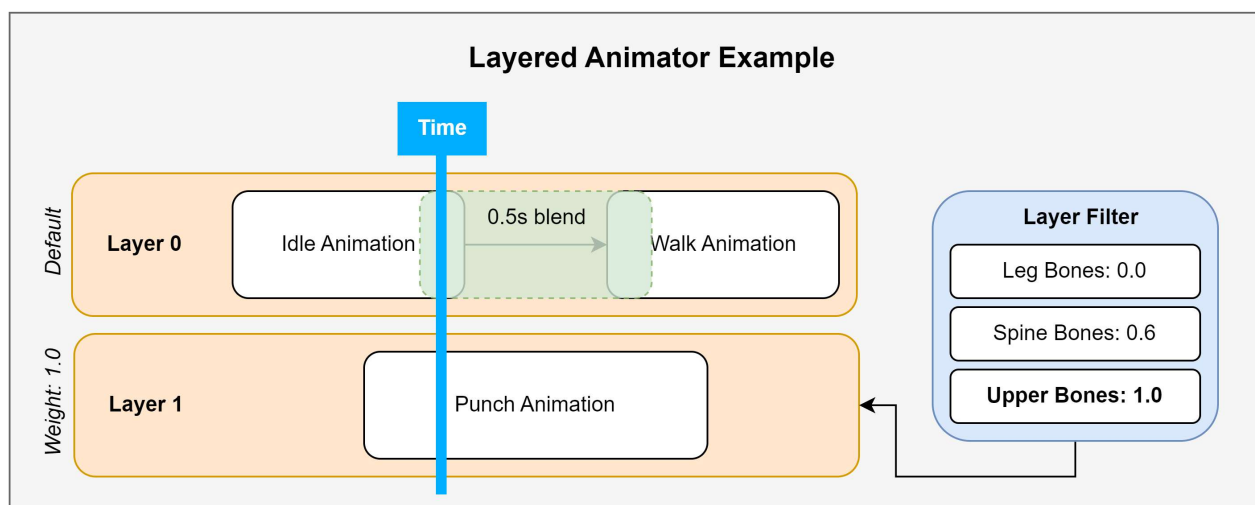 Layered Animator Example
Time
Default
Layer 0
Idle Animation
0.5s blend
Walk Animation
Weight: 1.0
Layer 1
Punch Animation
Layer Filter
Leg Bones: 0.0
Spine Bones: 0.6
Upper Bones: 1.0